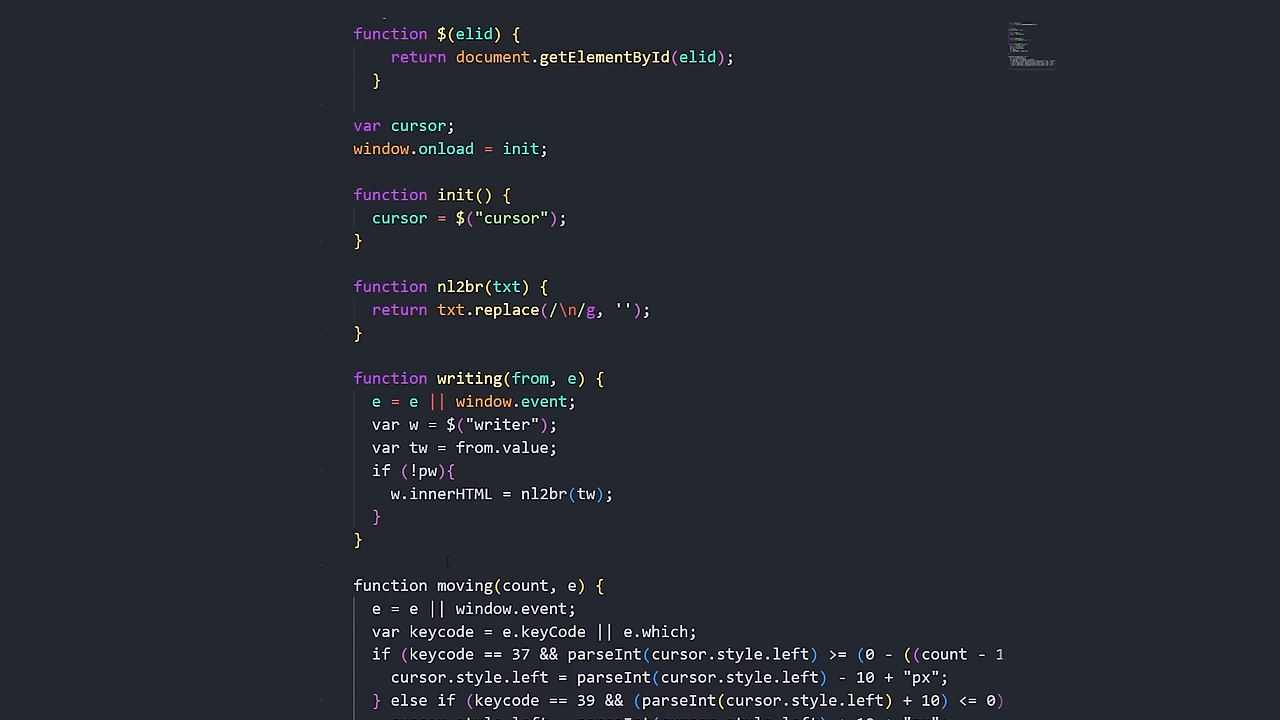 function $(elid) {
return document.getElementById(elid);
}
var cursor;
window.onload = init;
function init() {
cursor = $("cursor");
}
function nl2br(txt) {
return txt.replace(/\n/g, '');
}
function writing(from, e) {
e = e || window.event;
var w = $("writer");
var tw = from.value;
if (!pw){
w.innerHTML = nl2br(tw);
}
}
function moving(count, e) {
e = e || window.event;
var keycode = e.keyCode || e.which;
if (keycode == 37 && parseInt(cursor.style.left) >= (0 - ((count - 1
cursor.style.left = parseInt(cursor.style.left) - 10 + "px";
} else if (keycode == 39 && (parseInt(cursor.style.left) + 10) <= 0)